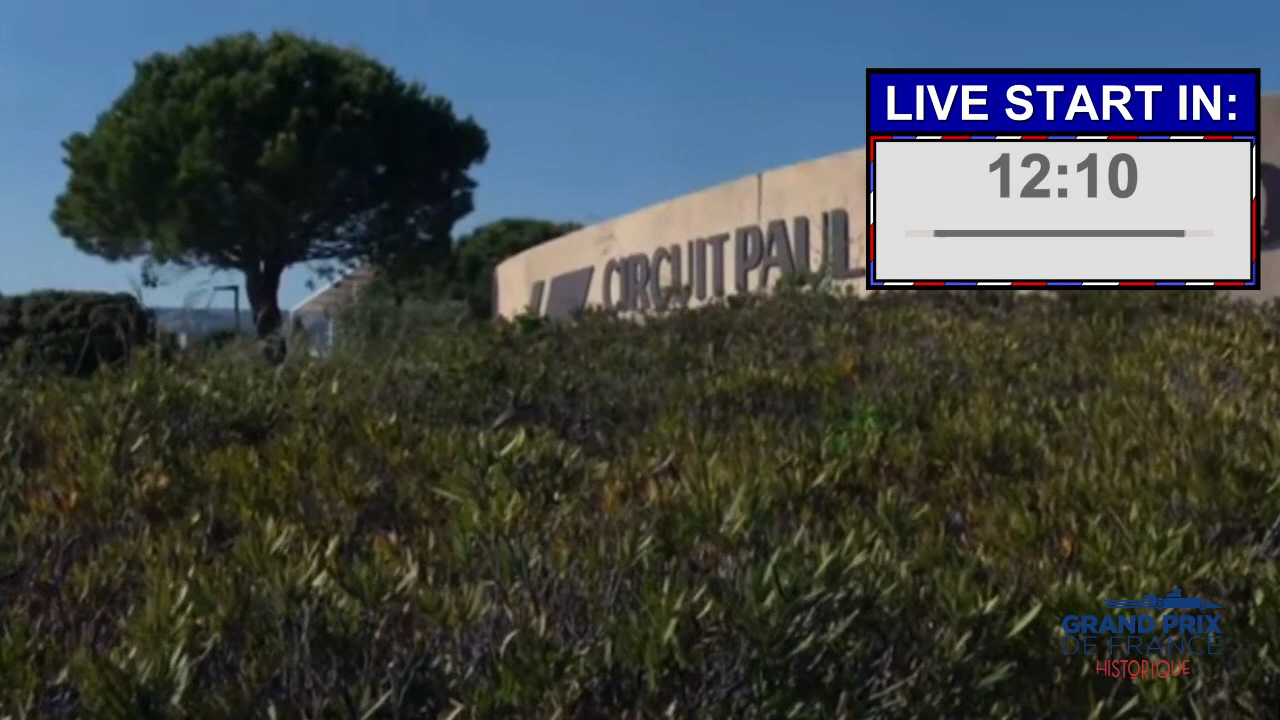 LIVE START IN:
12:10
CIRCUIT PAUL
GRAND PRIX
DE FRANCE
HISTORIQUE